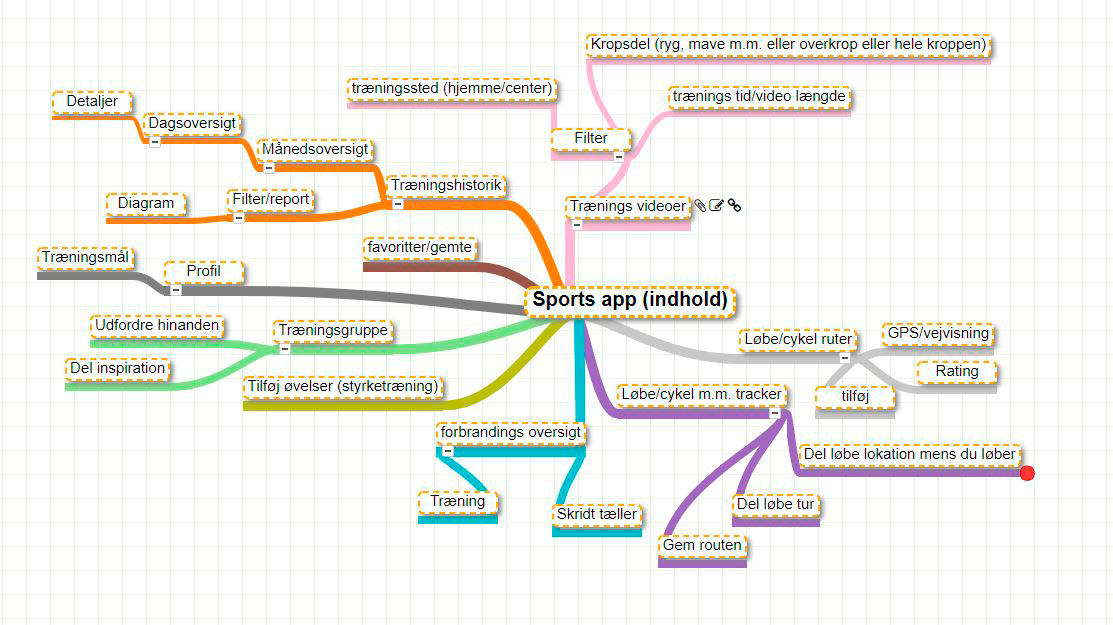 Kropsdel (ryg, mave m.m. eller overkrop eller hele kroppen)
træningssted (hjemme/center)
trænings tid/video længde
Detaljer
Dagsoversigt
Filter
Månedsoversigt
Træningshistorik
Filter/report
Diagram
Trænings videoer
favoritter/gemte
Træningsmål
Profil
Sports app (indhold)
Udfordre hinanden
Træningsgruppe
Løbe/cykel ruter
GPS/vejvisning
Del inspiration
Rating
Tilføj øvelser (styrketræning)
Løbe/cykel m.m. tracker
tilføj
forbrandings oversigt
Del løbe lokation mens du løber
Træning
Skridt tæller
Del løbe tur
Gem routen